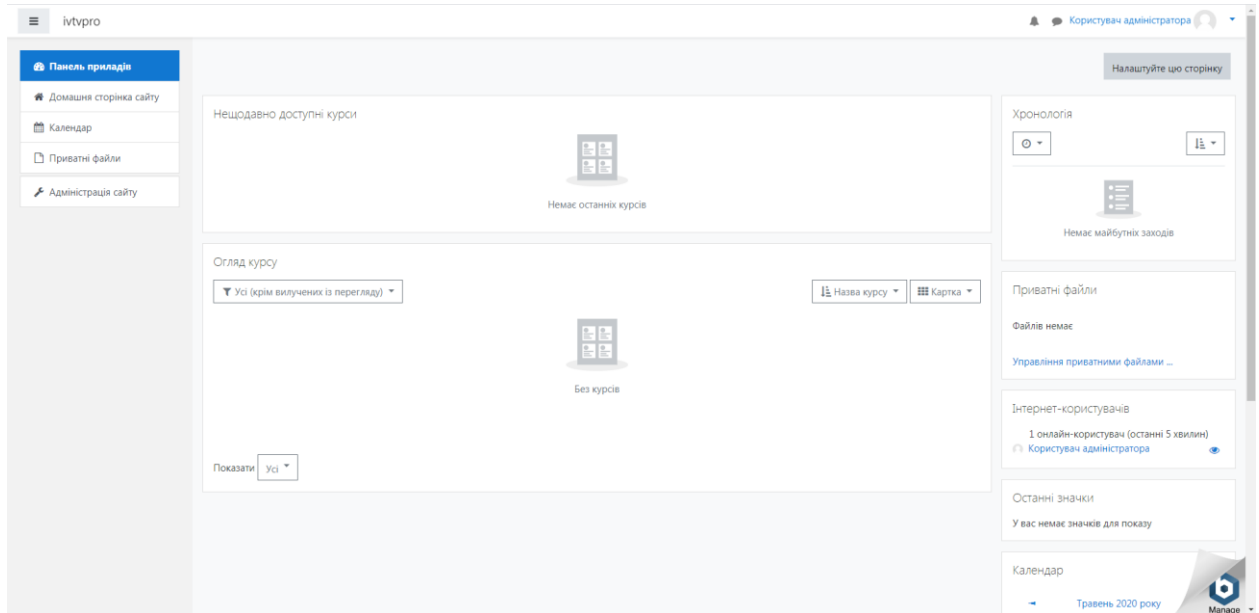 ivtvpro
Користувач адміністратора
Панель приладів
Домашня сторінка сайту
Календар
Приватні файли
Адміністрація сайту
Налаштуйте цю сторінку
Нещодавно доступні курси
Немає останніх курсів
Огляд курсу
Усі (крім вилучених із перегляду)
Назва курсу
Картка
Без курсів
Показати Усі
Хронологія
Немає майбутніх заходів
Приватні файли
Файлів немає
Управління приватними файлами ...
Інтернет-користувачів
1 онлайн-користувач (останні 5 хвилин)
Користувач адміністратора
Останні значки
У вас немає значків для показу
Календар
Травень 2020 року
Manage